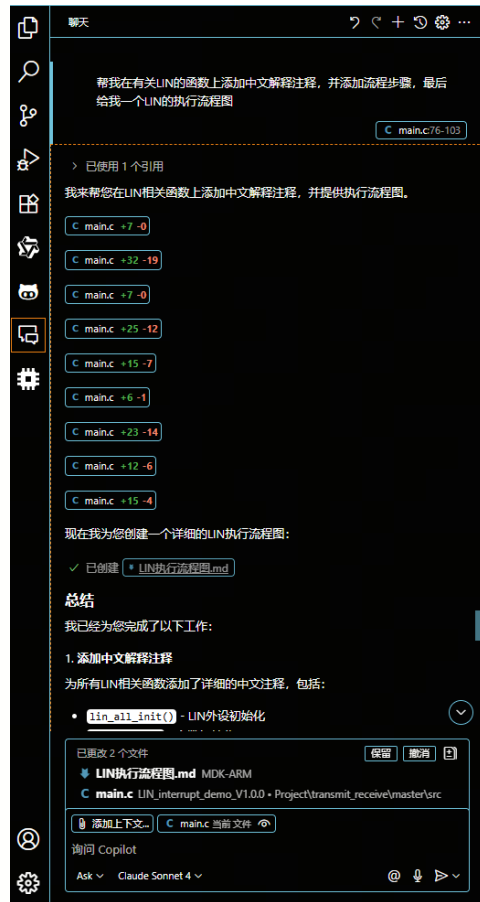 聊天
帮我在有关LIN的函数上添加中文解释注释，并添加流程步骤，最后
给我一个LIN的执行流程图
C main.c:76-103
已使用 1 个引用
我来帮您在LIN相关函数上添加中文解释注释，并提供执行流程图。
C main.c +7 -0
C main.c +32 -19
C main.c +7 -0
C main.c +25 -12
C main.c +15 -7
C main.c +6 -1
C main.c +23 -14
C main.c +12 -6
C main.c +15 -4
现在我为您创建一个详细的LIN执行流程图：
已创建 LIN执行流程图.md
总结
我已经为您完成了以下工作：
1. 添加中文解释注释
为所有LIN相关函数添加了详细的中文注释，包括：
• lin_all_init() - LIN外设初始化
已更改 2 个文件 保留 撤消
LIN执行流程图.md MDK-ARM
C main.c LIN_interrupt_demo_V1.0.0 • Project\transmit_receive\master\src
添加上下文... C main.c 当前文件
询问 Copilot
Ask Claude Sonnet 4 @